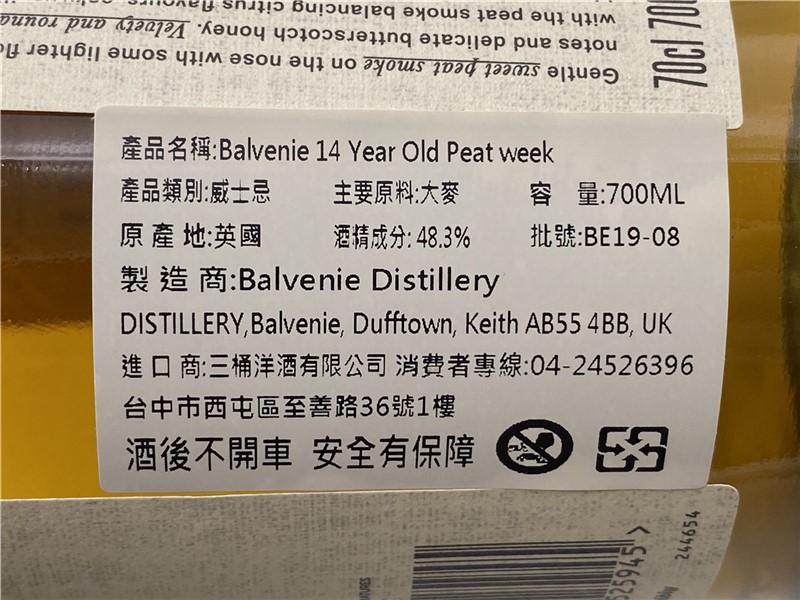 Gentle sweet peat smoke on the nose with some lighter
notes and delicate butterscotch honey. Velvety and round
with the peat smoke balancing citrus flavours
70cl 700
產品名稱:Balvenie 14 Year Old Peat week
產品類別:威士忌 主要原料:大麥 容 量:700ML
原 產 地:英國 酒精成分: 48.3% 批號:BE19-08
製 造 商:Balvenie Distillery
DISTILLERY,Balvenie, Dufftown, Keith AB55 4BB, UK
進 口 商:三桶洋酒有限公司 消費者專線:04-24526396
台中市西屯區至善路36號1樓
酒後不開車 安全有保障
525945 >
244654